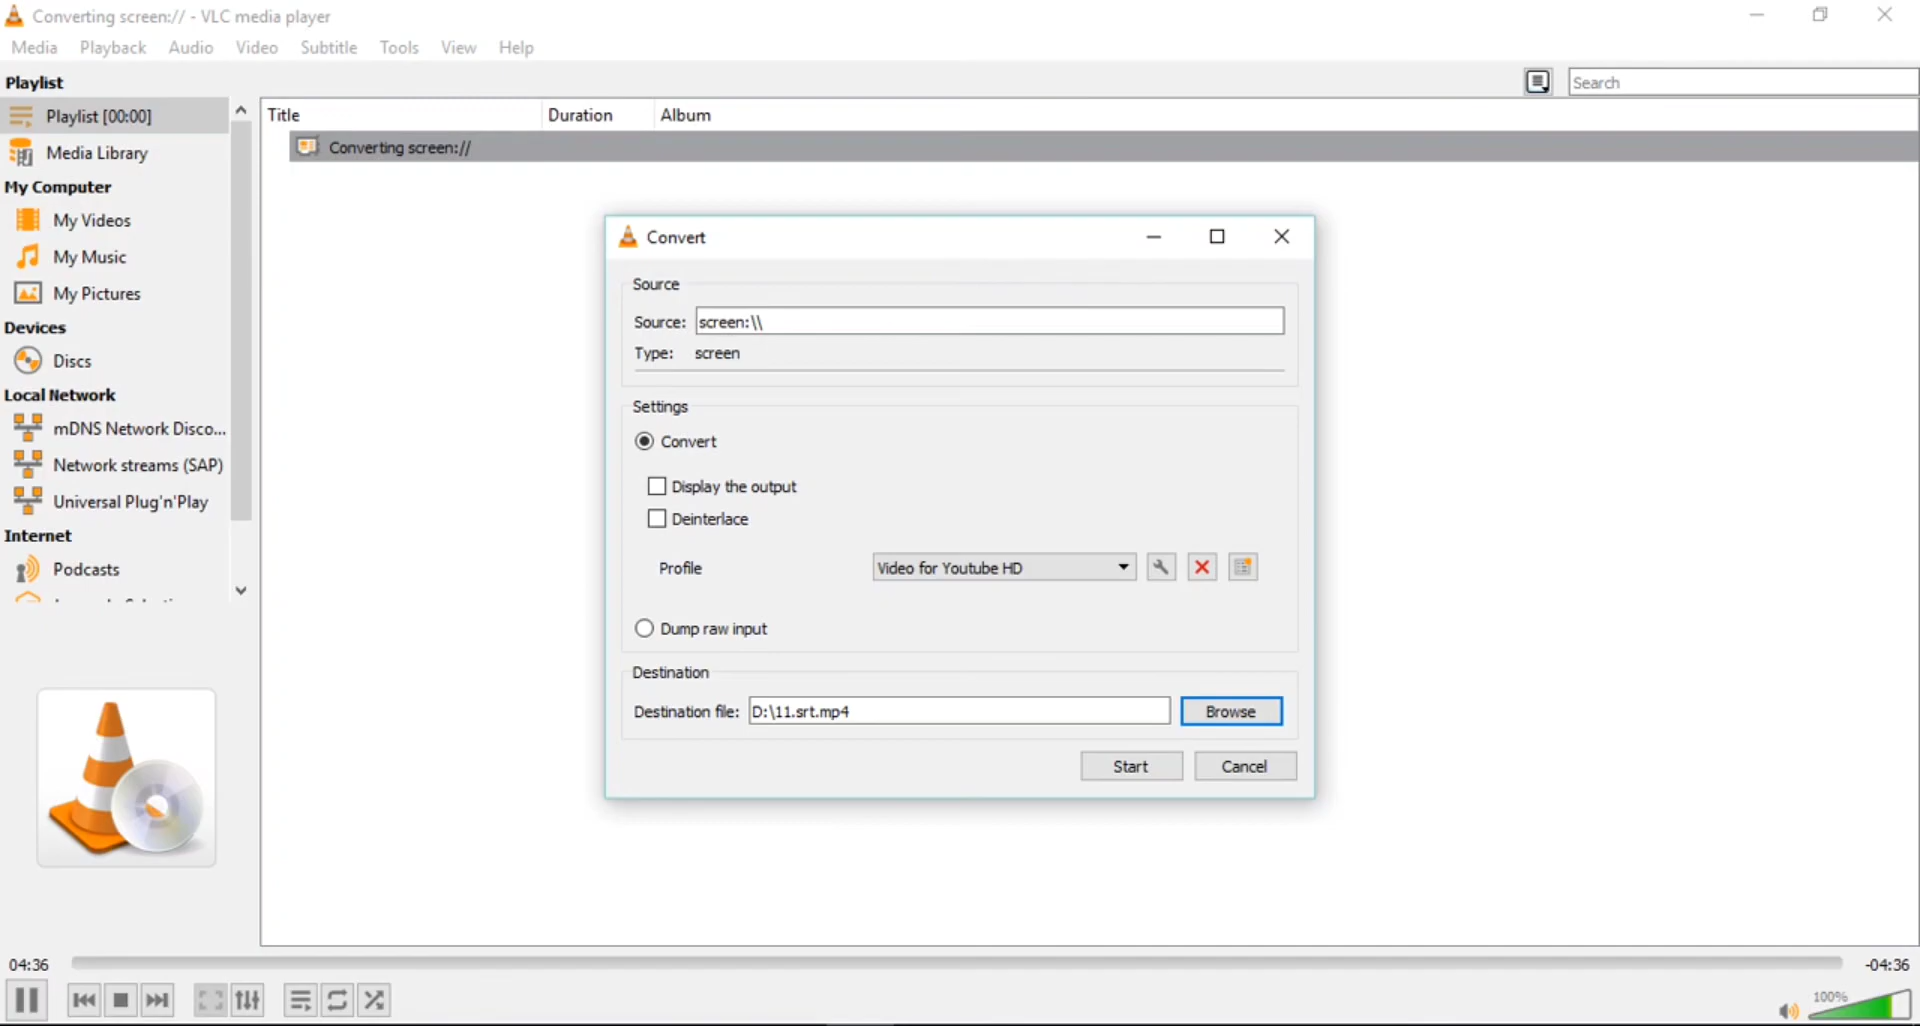 Converting screen:// - VLC media player
Media Playback Audio Video Subtitle Tools View Help
Playlist
Search
Playlist [00:00]
Media Library
My Computer
My Videos
My Music
My Pictures
Devices
Discs
Local Network
mDNS Network Disco...
Network streams (SAP)
Universal Plug'n'Play
Internet
Podcasts
Title Duration Album
Converting screen://
Convert
Source
Source: screen:\\
Type: screen
Settings
Convert
Display the output
Deinterlace
Profile Video for Youtube HD
Dump raw input
Destination
Destination file: D:\11.srt.mp4 Browse
Start Cancel
04:36 -04:36
100%